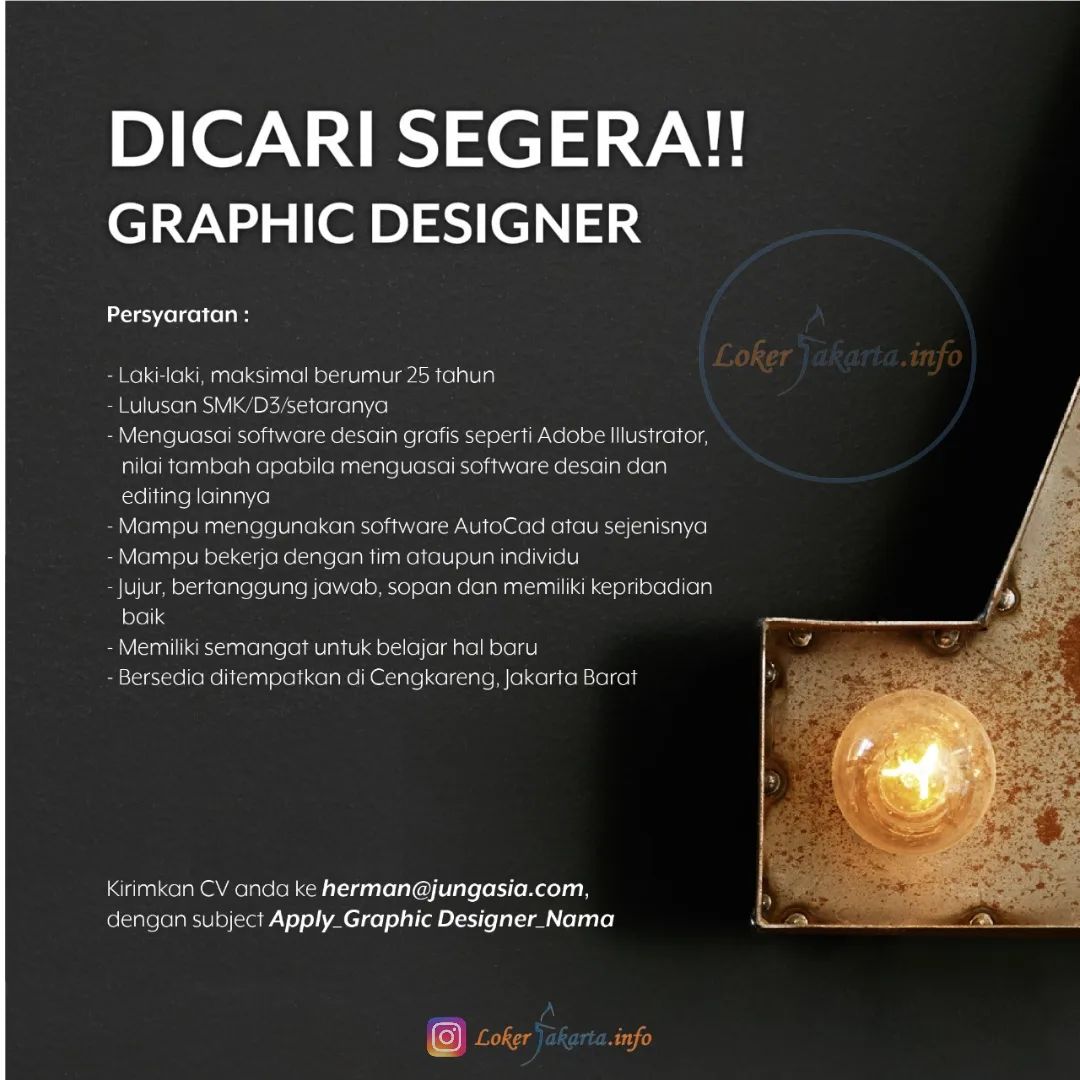 DICARI SEGERA!!
GRAPHIC DESIGNER
Persyaratan :
- Laki-laki, maksimal berumur 25 tahun
- Lulusan SMK/D3/setaranya
- Menguasai software desain grafis seperti Adobe Illustrator,
nilai tambah apabila menguasai software desain dan
editing lainnya
- Mampu menggunakan software AutoCad atau sejenisnya
- Mampu bekerja dengan tim ataupun individu
- Jujur, bertanggung jawab, sopan dan memiliki kepribadian
baik
- Memiliki semangat untuk belajar hal baru
- Bersedia ditempatkan di Cengkareng, Jakarta Barat
Loker Jakarta.info
Kirimkan CV anda ke herman@jungasia.com,
dengan subject Apply_Graphic Designer_Nama
Loker Jakarta.info